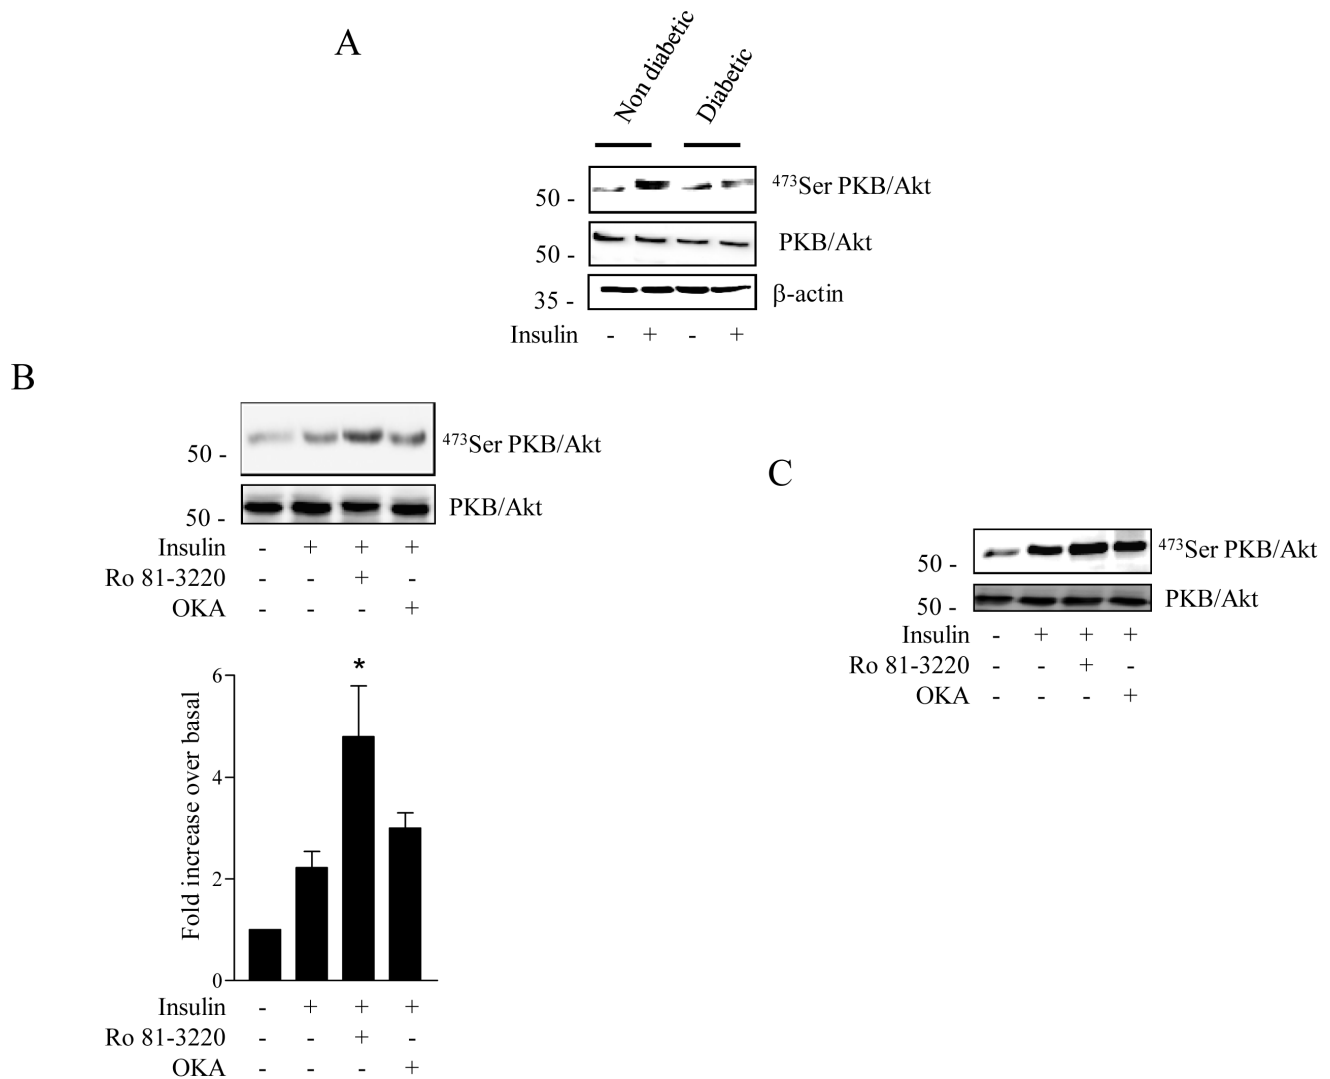 A
Non diabetic
Diabetic
50 -
473Ser PKB/Akt
50 -
PKB/Akt
35 -
β-actin
Insulin - + - +
B
50 -
473Ser PKB/Akt
50 -
PKB/Akt
Insulin - + + +
Ro 81-3220 - - + -
OKA - - - +
Fold increase over basal
6
4
2
0
*
Insulin - + + +
Ro 81-3220 - - + -
OKA - - - +
C
50 -
473Ser PKB/Akt
50 -
PKB/Akt
Insulin - + + +
Ro 81-3220 - - + -
OKA - - - +